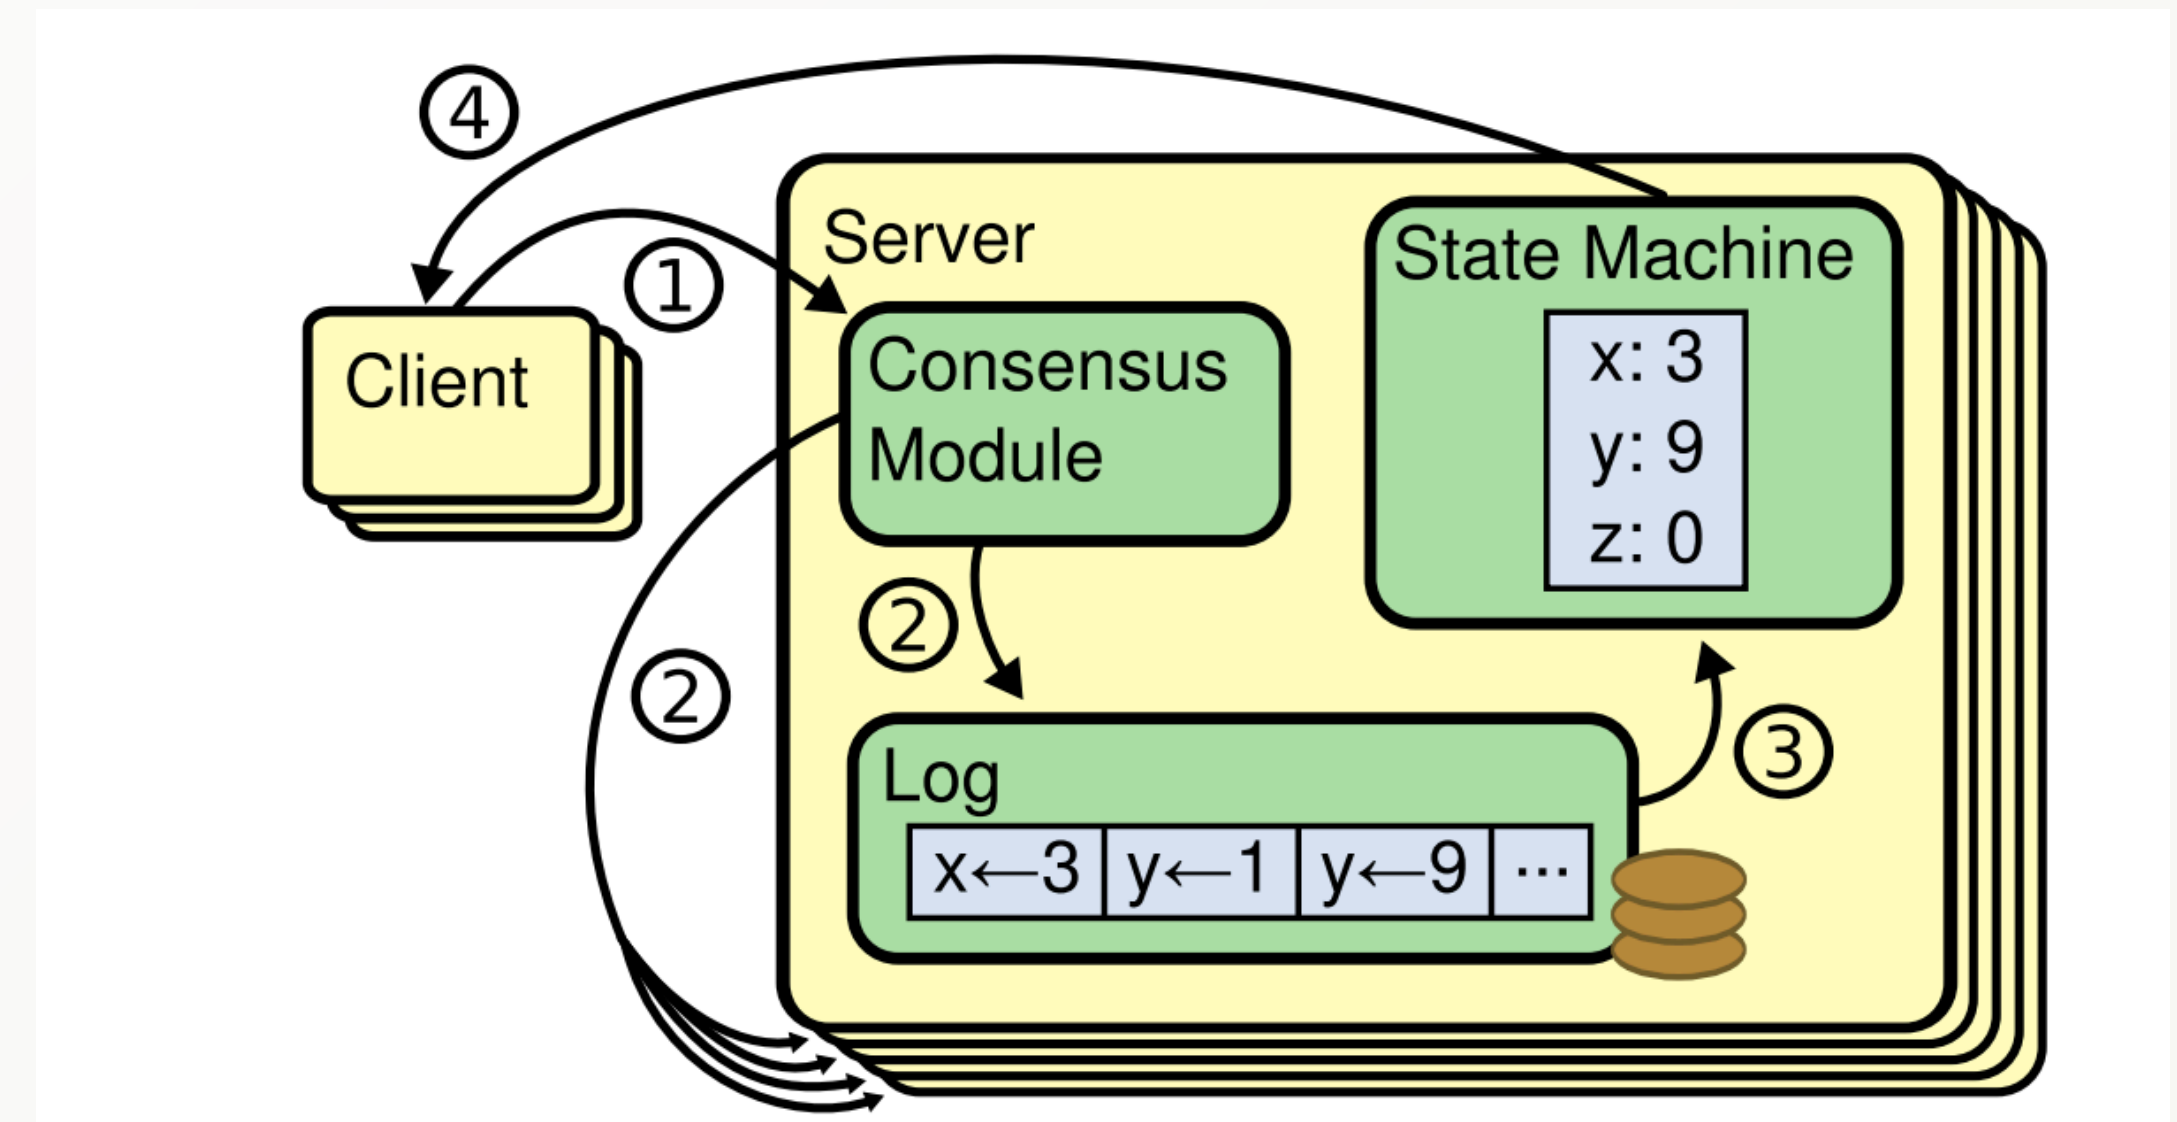 4
1
Server
State Machine
Client
Consensus
Module
x: 3
y: 9
z: 0
2
2
3
Log
x←3 y←1 y←9 ...